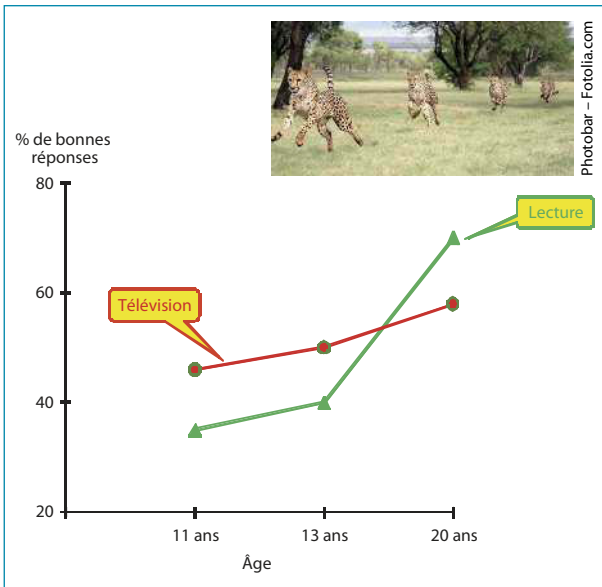 Photobar – Fotolia.com
% de bonnes
réponses
80
Lecture
Télévision
60
40
20
11 ans
13 ans
20 ans
Âge